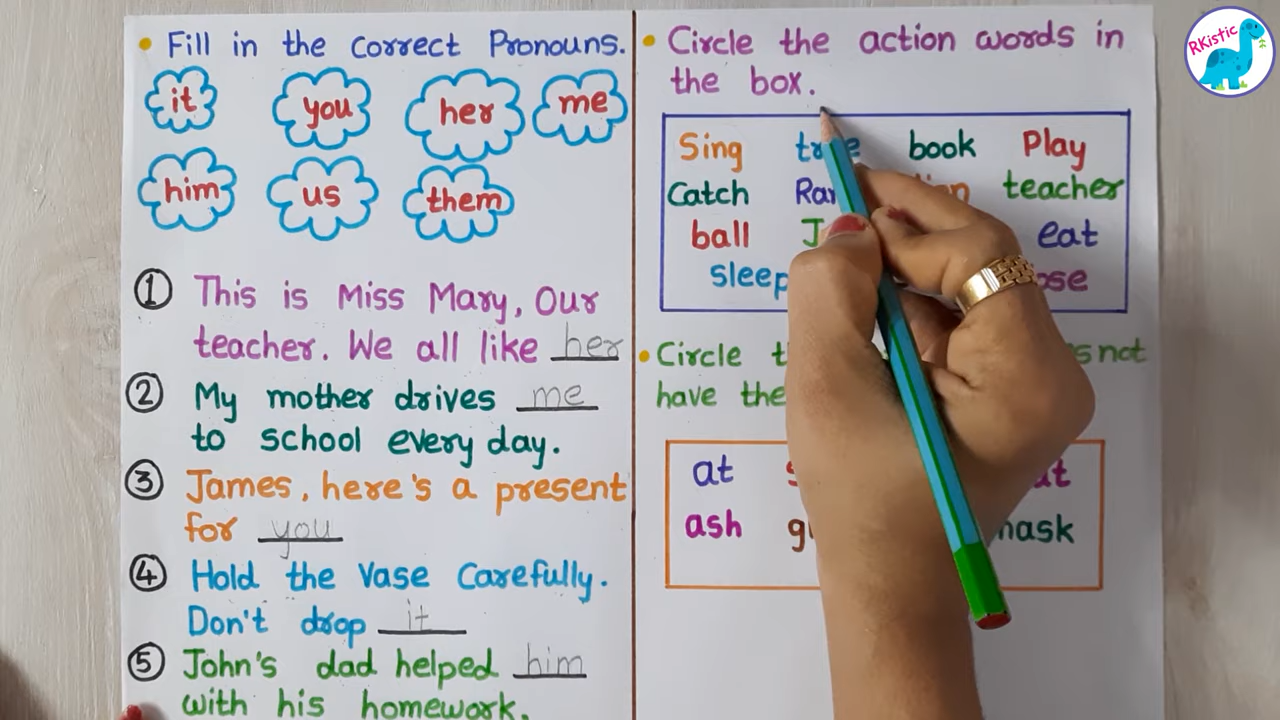 • Fill in the correct Pronouns.
it you her me
him us them
① This is Miss Mary, Our
teacher. We all like her
② My mother drives me
to school every day.
③ James, here's a present
for you
④ Hold the Vase Carefully.
Don't drop it
⑤ John's dad helped him
with his homework.
• Circle the action words in
the box.
Sing book Play
Catch teacher
ball eat
sleep
• Circle not
have the
at
ash
RKistic